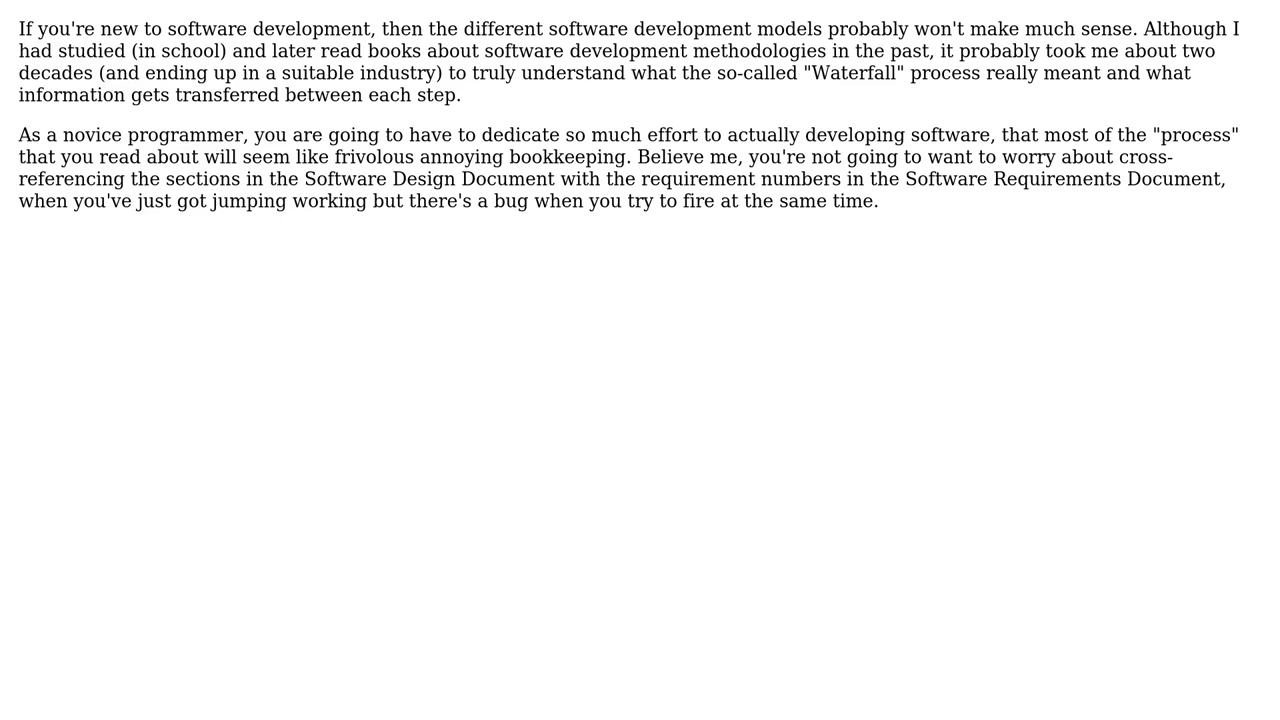 If you're new to software development, then the different software development models probably won't make much sense. Although I
had studied (in school) and later read books about software development methodologies in the past, it probably took me about two
decades (and ending up in a suitable industry) to truly understand what the so-called "Waterfall" process really meant and what
information gets transferred between each step.
As a novice programmer, you are going to have to dedicate so much effort to actually developing software, that most of the "process"
that you read about will seem like frivolous annoying bookkeeping. Believe me, you're not going to want to worry about cross-
referencing the sections in the Software Design Document with the requirement numbers in the Software Requirements Document,
when you've just got jumping working but there's a bug when you try to fire at the same time.